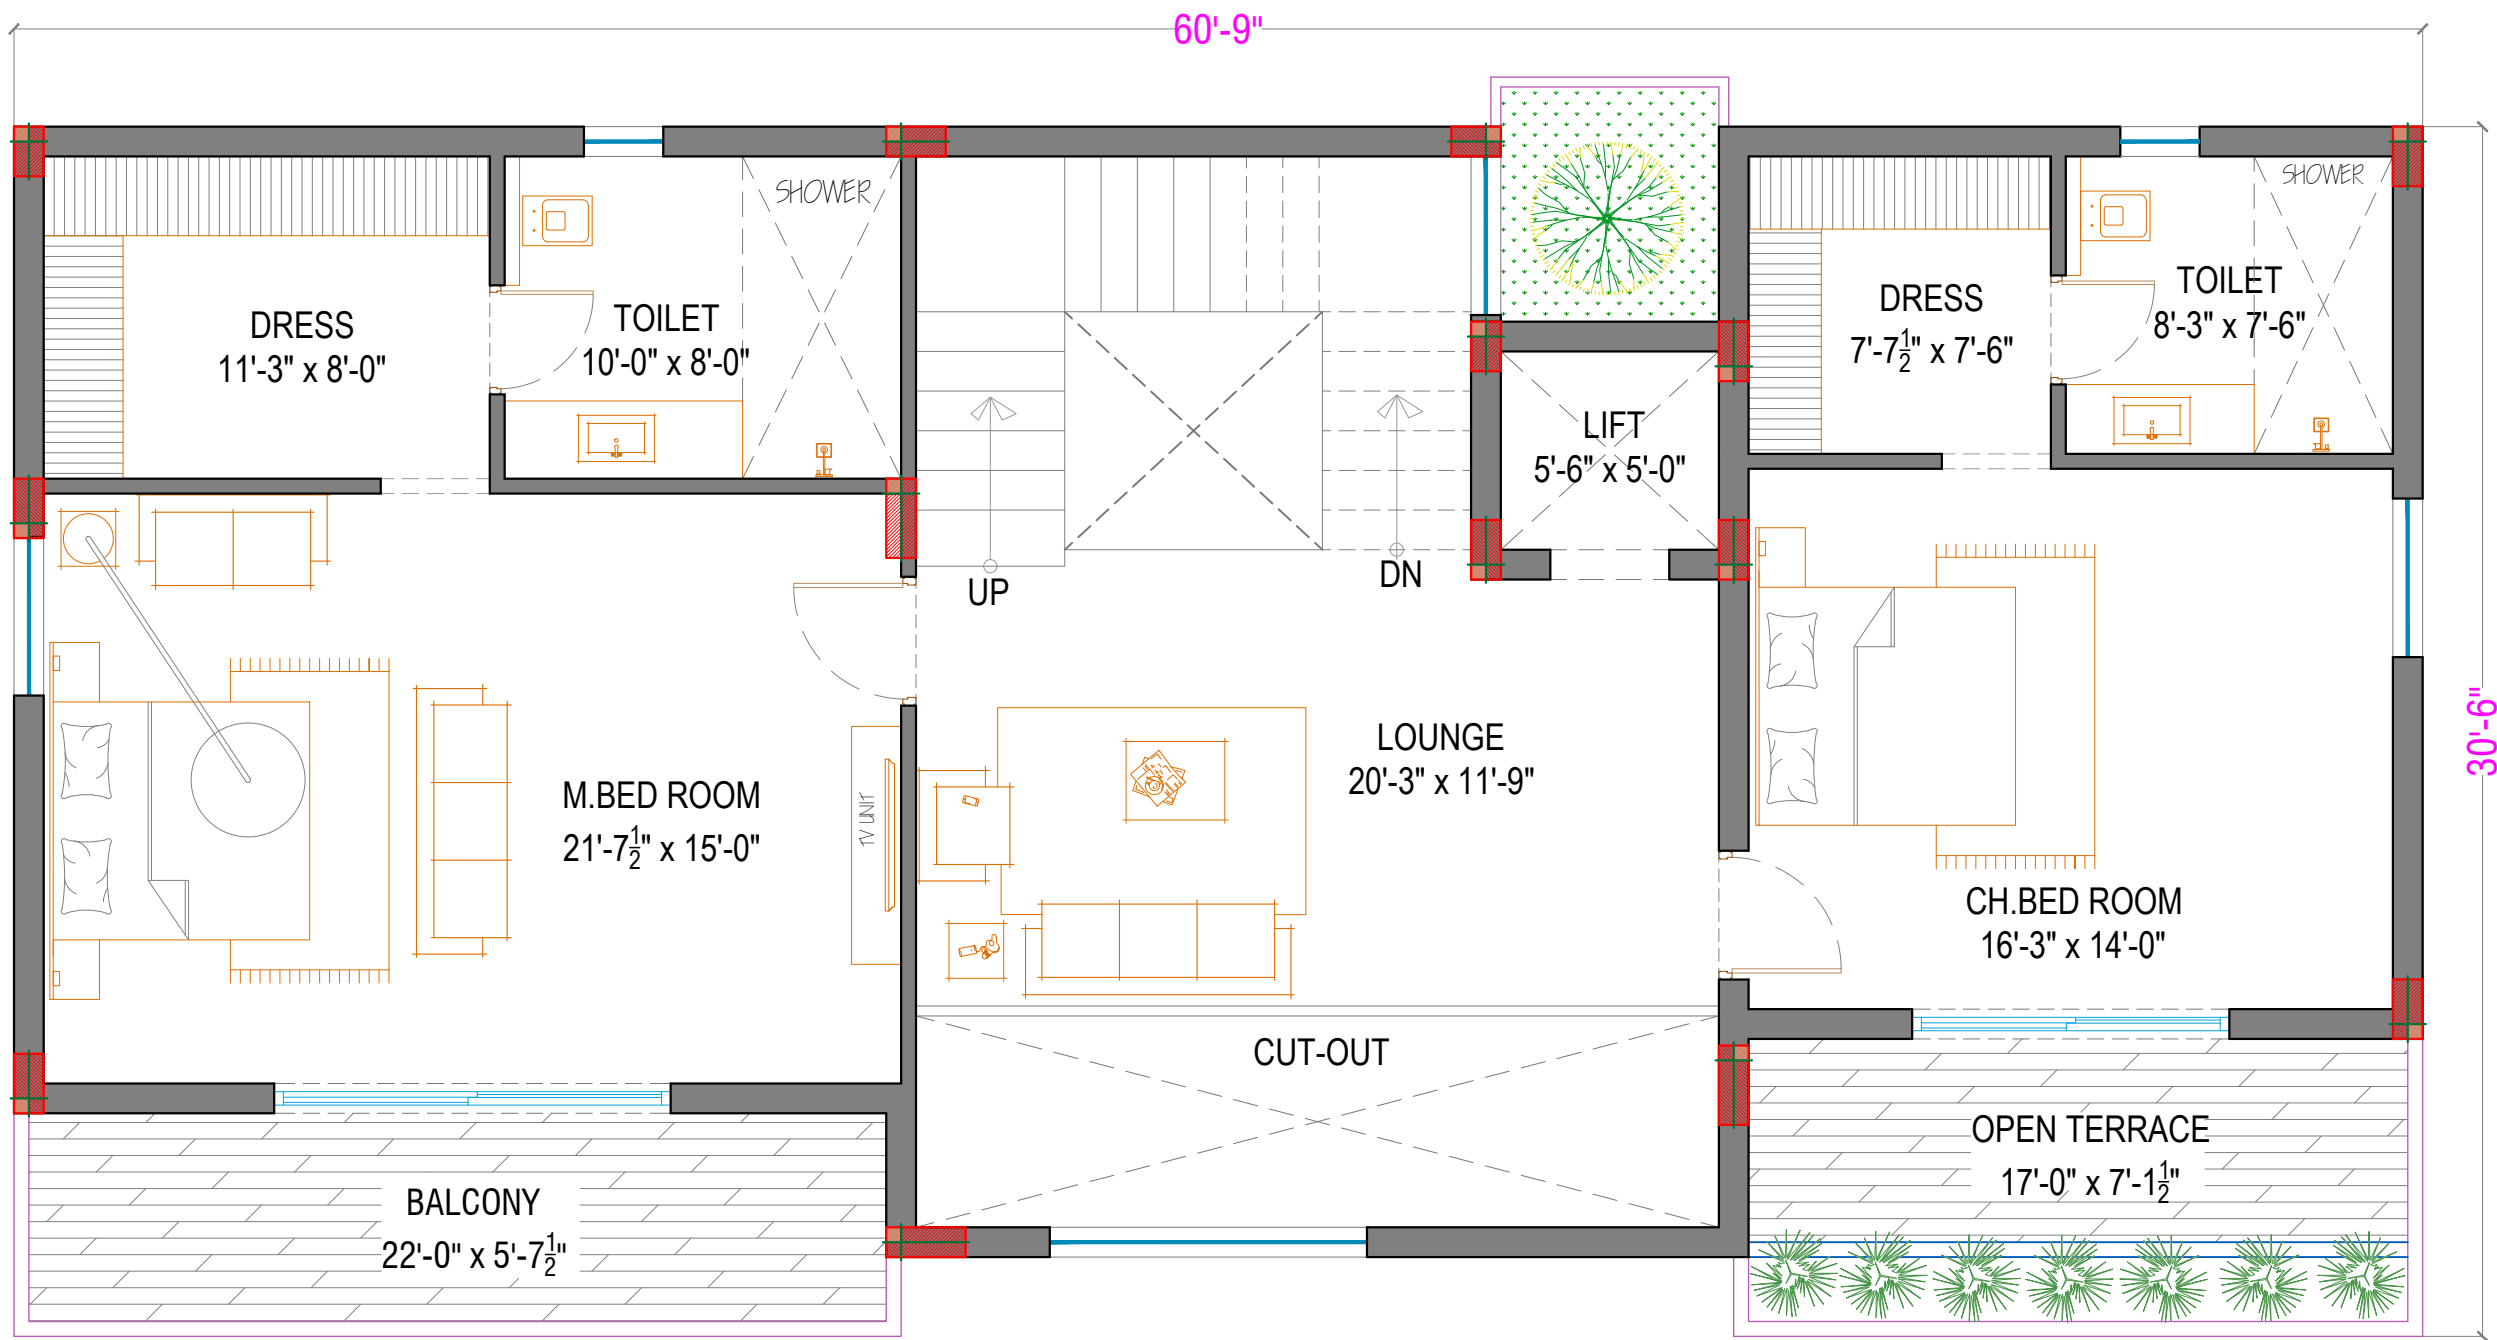 60'-9"
SHOWER
SHOWER
DRESS
11'-3" x 8'-0"
TOILET
10'-0" x 8'-0"
DRESS
7'-7½" x 7'-6"
TOILET
8'-3" x 7'-6"
LIFT
5'-6" x 5'-0"
UP
DN
30'-6"
M.BED ROOM
21'-7½" x 15'-0"
TV UNIT
LOUNGE
20'-3" x 11'-9"
CH.BED ROOM
16'-3" x 14'-0"
CUT-OUT
BALCONY
22'-0" x 5'-7½"
OPEN TERRACE
17'-0" x 7'-1½"